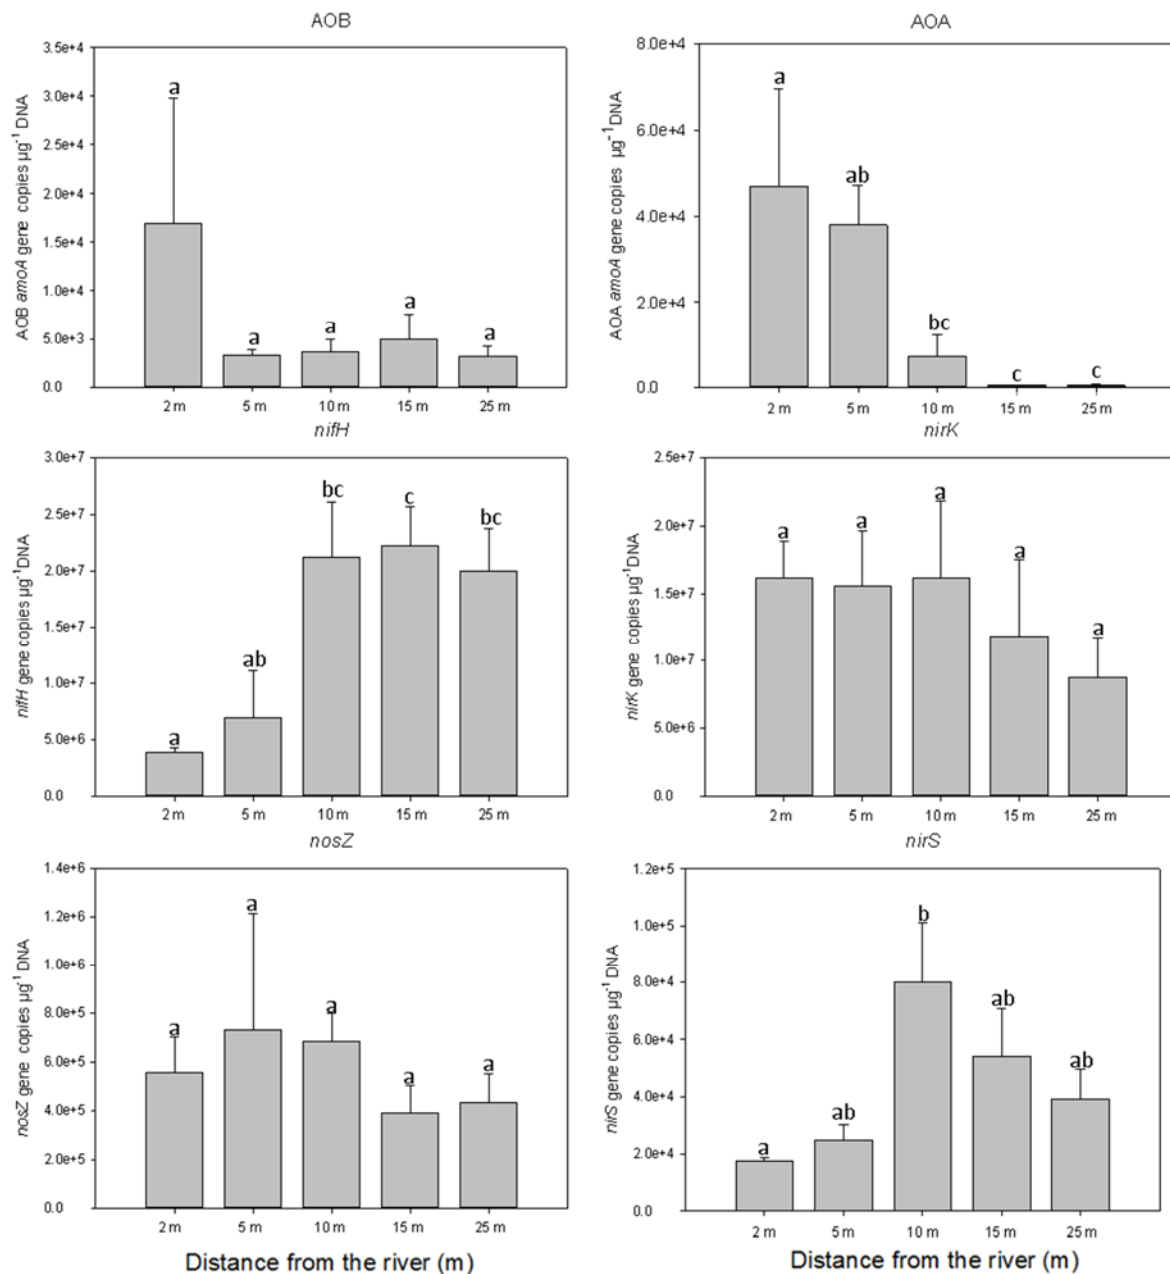 AOB
AOB amoA gene copies µg⁻¹ DNA
3.5e+4
3.0e+4
2.5e+4
2.0e+4
1.5e+4
1.0e+4
5.0e+3
0.0
a
a
a
a
a
2 m 5 m 10 m 15 m 25 m
AOA
AOA amoA gene copies µg⁻¹DNA
8.0e+4
6.0e+4
4.0e+4
2.0e+4
0.0
a
ab
bc
c
c
2 m 5 m 10 m 15 m 25 m
nifH
nifH gene copies µg⁻¹DNA
3.0e+7
2.5e+7
2.0e+7
1.5e+7
1.0e+7
5.0e+6
0.0
a
ab
bc
c
bc
2 m 5 m 10 m 15 m 25 m
nirK
nirK gene copies µg⁻¹DNA
2.5e+7
2.0e+7
1.5e+7
1.0e+7
5.0e+6
0.0
a
a
a
a
a
2 m 5 m 10 m 15 m 25 m
nosZ
nosZ gene copies µg⁻¹ DNA
1.4e+6
1.2e+6
1.0e+6
8.0e+5
6.0e+5
4.0e+5
2.0e+5
0.0
a
a
a
a
a
2 m 5 m 10 m 15 m 25 m
Distance from the river (m)
nirS
nirS gene copies µg⁻¹ DNA
1.2e+5
1.0e+5
8.0e+4
6.0e+4
4.0e+4
2.0e+4
0.0
a
ab
b
ab
ab
2 m 5 m 10 m 15 m 25 m
Distance from the river (m)